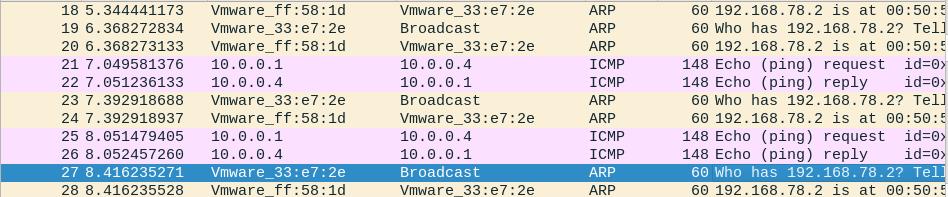 18 5.344441173 Vmware_ff:58:1d Vmware_33:e7:2e ARP 60 192.168.78.2 is at 00:50:5
19 6.368272834 Vmware_33:e7:2e Broadcast ARP 60 Who has 192.168.78.2? Tell
20 6.368273133 Vmware_ff:58:1d Vmware_33:e7:2e ARP 60 192.168.78.2 is at 00:50:5
21 7.049581376 10.0.0.1 10.0.0.4 ICMP 148 Echo (ping) request id=0x
22 7.051236133 10.0.0.4 10.0.0.1 ICMP 148 Echo (ping) reply id=0x
23 7.392918688 Vmware_33:e7:2e Broadcast ARP 60 Who has 192.168.78.2? Tell
24 7.392918937 Vmware_ff:58:1d Vmware_33:e7:2e ARP 60 192.168.78.2 is at 00:50:5
25 8.051479405 10.0.0.1 10.0.0.4 ICMP 148 Echo (ping) request id=0x
26 8.052457260 10.0.0.4 10.0.0.1 ICMP 148 Echo (ping) reply id=0x
27 8.416235271 Vmware_33:e7:2e Broadcast ARP 60 Who has 192.168.78.2? Tell
28 8.416235528 Vmware_ff:58:1d Vmware_33:e7:2e ARP 60 192.168.78.2 is at 00:50:5